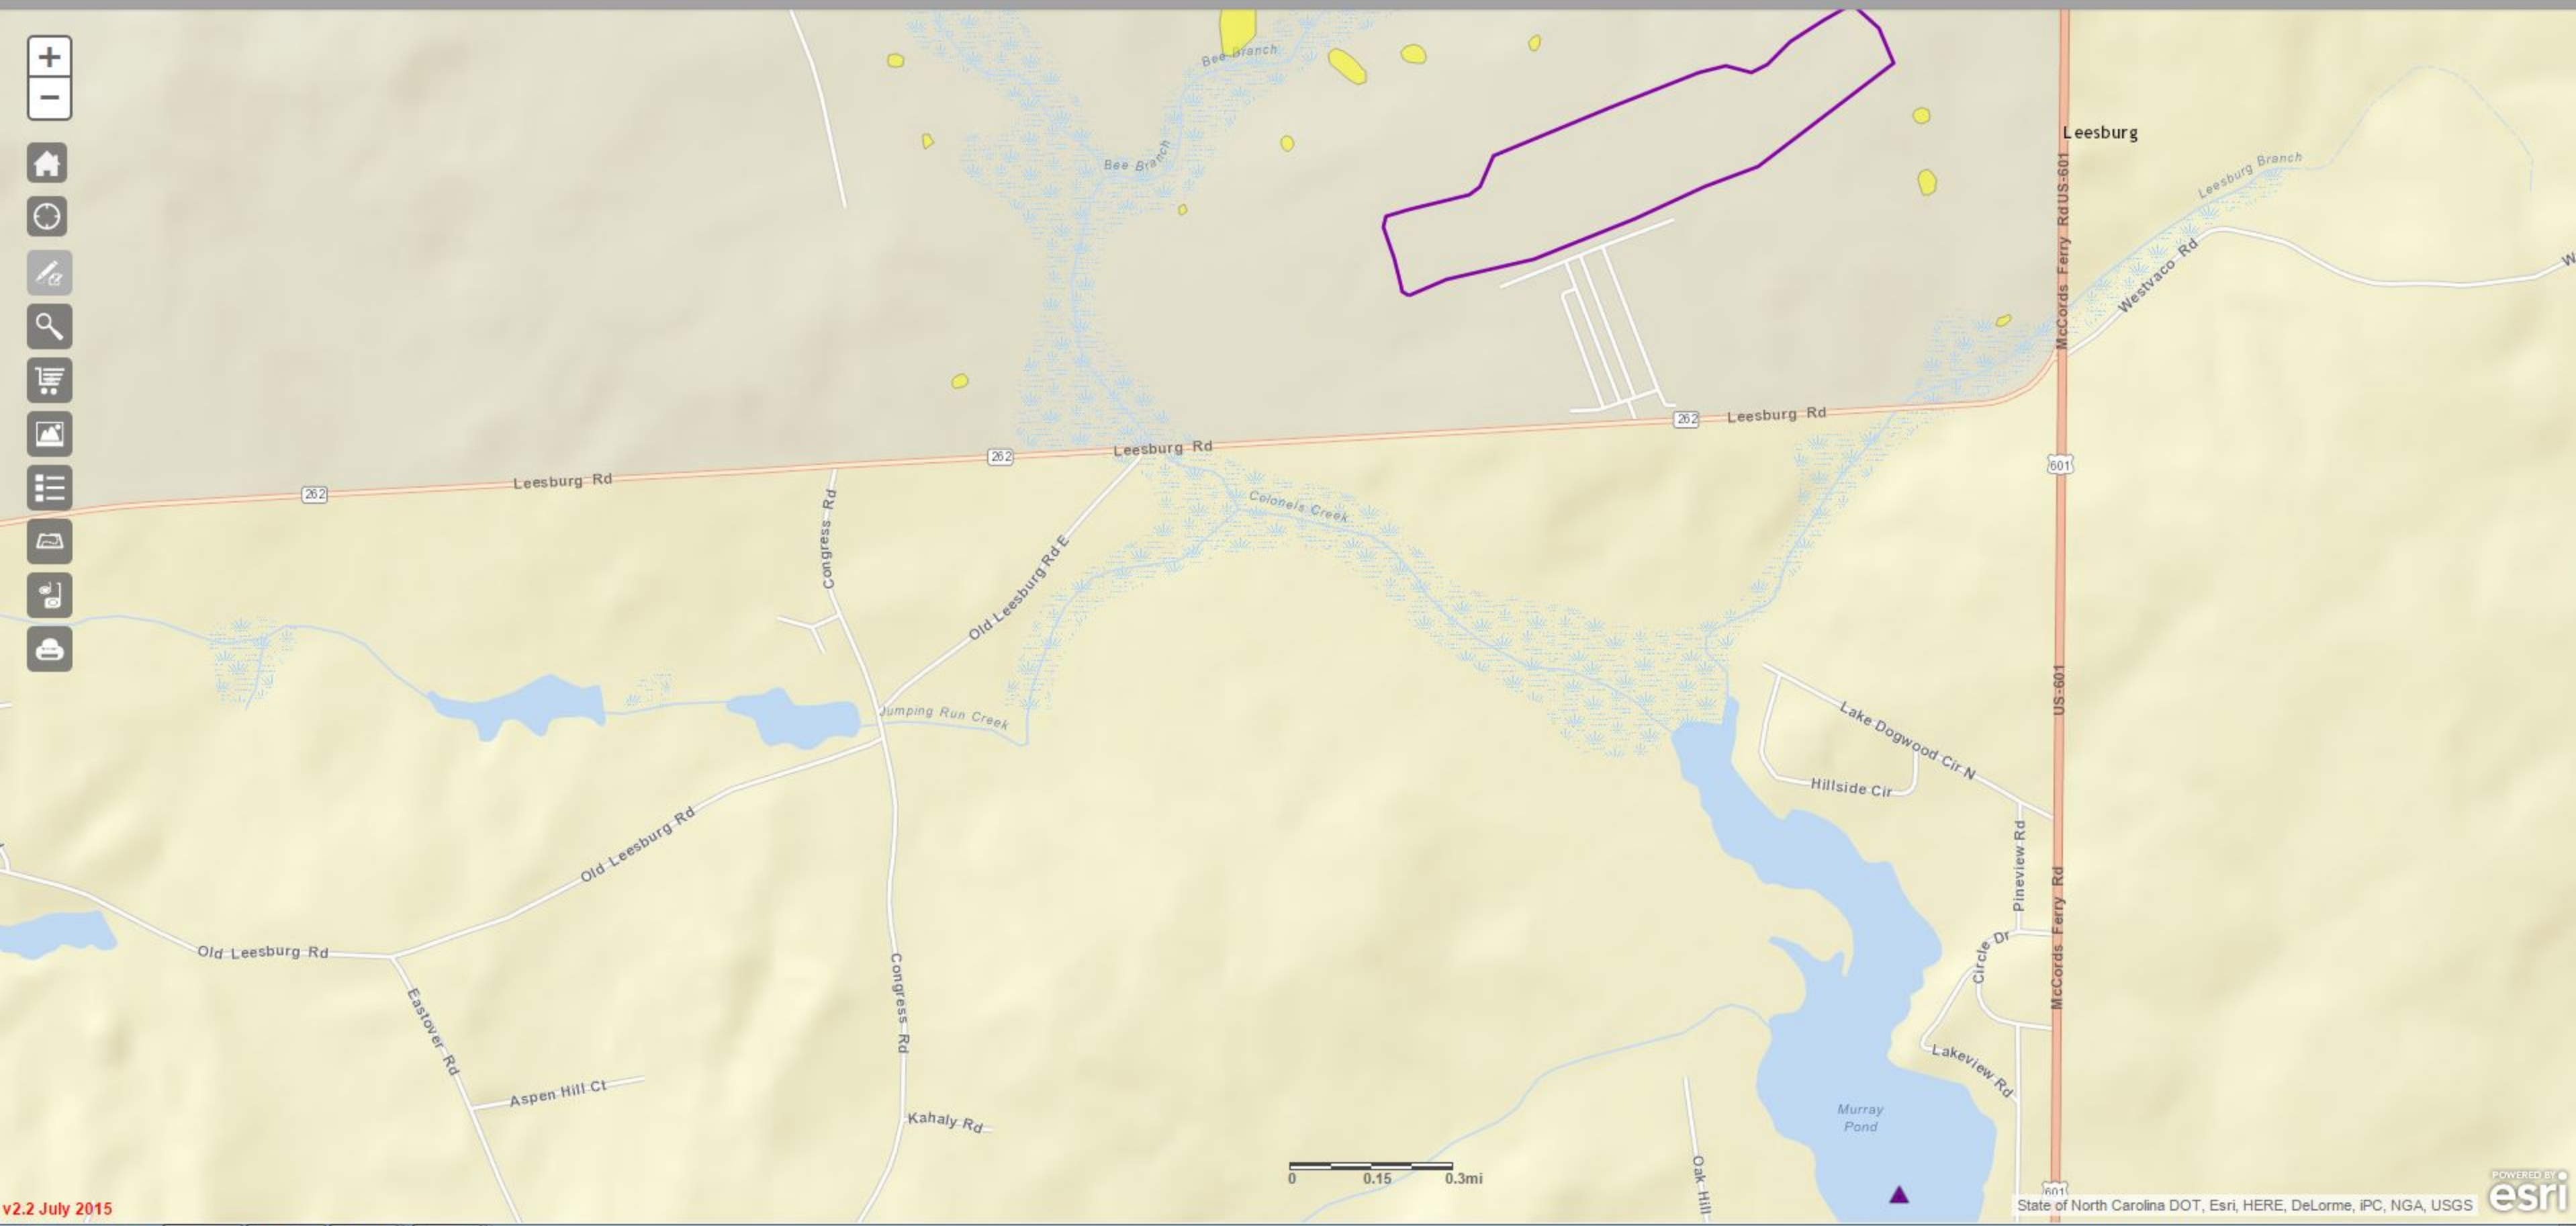 Bee Branch
Leesburg
Bee Branch
Leesburg Branch
McCords Ferry Rd US-601
Westvaco Rd
W
262
Leesburg Rd
Leesburg Rd
262
601
Leesburg Rd
262
Colonels Creek
Congress Rd
Old Leesburg Rd E
US-601
Jumping Run Creek
Lake Dogwood Cir N
Hillside Cir
Old Leesburg Rd
Pineview Rd
McCords Ferry Rd
Old Leesburg Rd
Circle Dr
Congress Rd
Eastover Rd
Lakeview Rd
Aspen Hill Ct
Kahaly Rd
Murray
Pond
Oak Hill
0 0.15 0.3mi
601
v2.2 July 2015
POWERED BY
esri
State of North Carolina DOT, Esri, HERE, DeLorme, iPC, NGA, USGS